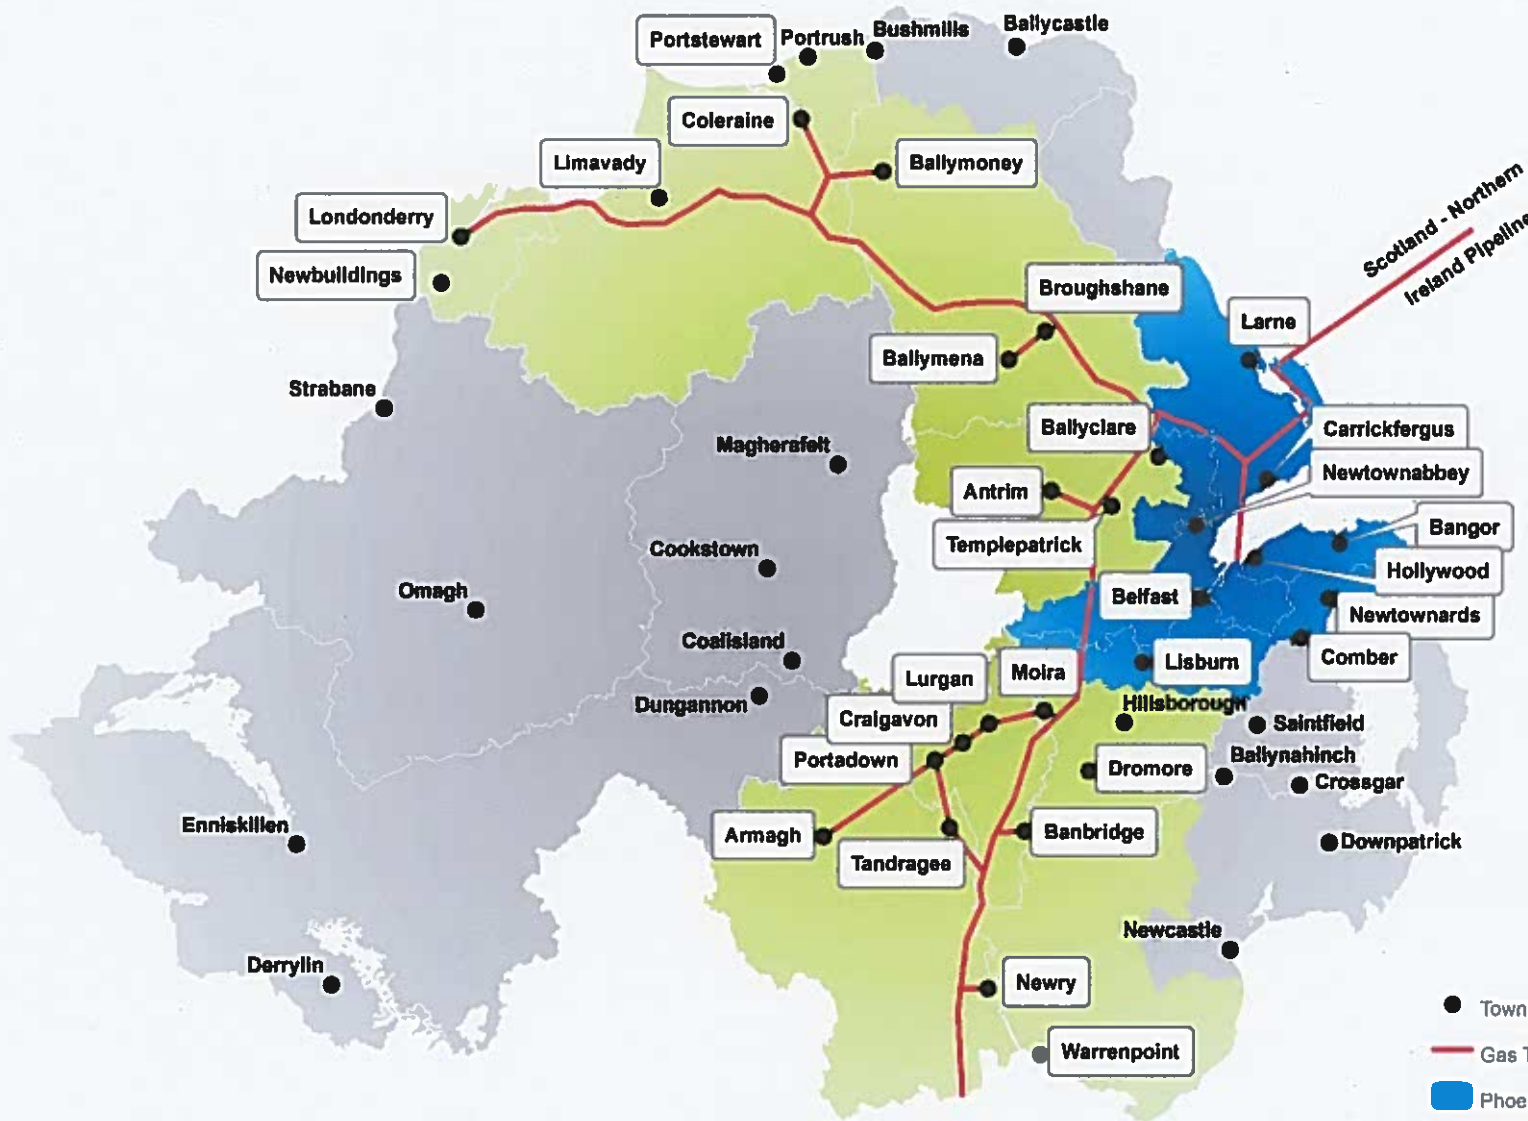 Portstewart
Portrush
Bushmills
Ballycastle
Coleraine
Limavady
Ballymoney
Londonderry
Newbuildings
Scotland - Northern
Ireland Pipeline
Broughshane
Larne
Ballymena
Strabane
Ballyclare
Carrickfergus
Magherafelt
Newtownabbey
Antrim
Bangor
Templepatrick
Cookstown
Hollywood
Omagh
Belfast
Newtownards
Coalisland
Lisburn
Comber
Lurgan
Moira
Dungannon
Hillsborough
Craigavon
Saintfield
Portadown
Ballynahinch
Dromore
Crossgar
Enniskillen
Armagh
Banbridge
Downpatrick
Tandragee
Newcastle
Derrylin
Newry
Town
Gas T
Warrenpoint
Phoe